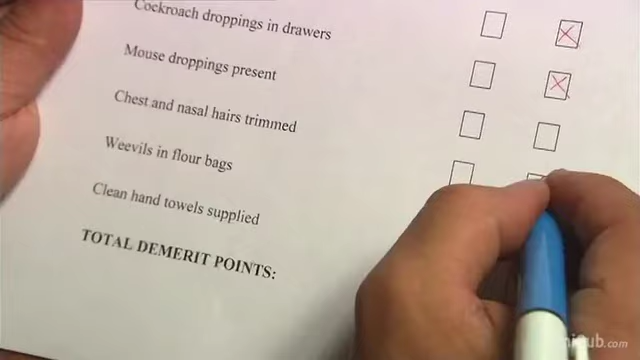 Cockroach droppings in drawers
Mouse droppings present
Chest and nasal hairs trimmed
Weevils in flour bags
Clean hand towels supplied
TOTAL DEMERIT POINTS: